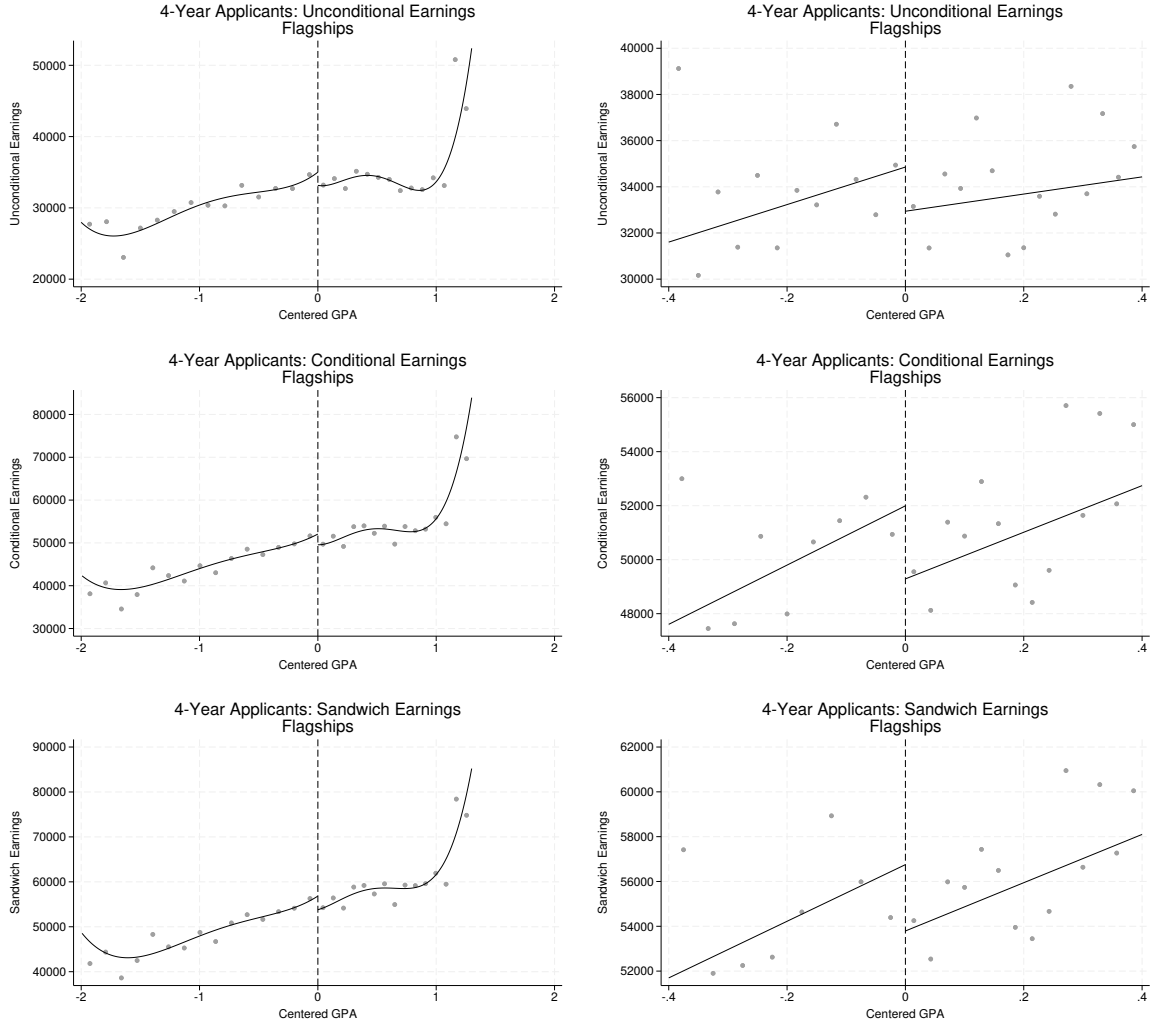 4-Year Applicants: Unconditional Earnings
Flagships
Unconditional Earnings
50000
40000
30000
20000
-2
-1
0
1
2
Centered GPA
4-Year Applicants: Unconditional Earnings
Flagships
Unconditional Earnings
40000
38000
36000
34000
32000
30000
-.4
-.2
0
.2
.4
Centered GPA
4-Year Applicants: Conditional Earnings
Flagships
Conditional Earnings
80000
70000
60000
50000
40000
30000
-2
-1
0
1
2
Centered GPA
4-Year Applicants: Conditional Earnings
Flagships
Conditional Earnings
56000
54000
52000
50000
48000
-.4
-.2
0
.2
.4
Centered GPA
4-Year Applicants: Sandwich Earnings
Flagships
Sandwich Earnings
90000
80000
70000
60000
50000
40000
-2
-1
0
1
2
Centered GPA
4-Year Applicants: Sandwich Earnings
Flagships
Sandwich Earnings
62000
60000
58000
56000
54000
52000
-.4
-.2
0
.2
.4
Centered GPA